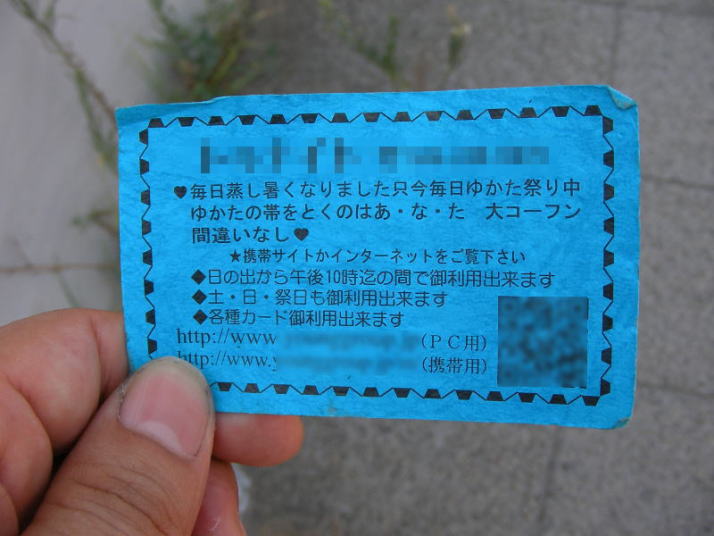 ♥毎日蒸し暑くなりました只今毎日ゆかた祭り中
ゆかたの帯をとくのはあ・な・た 大コーフン
間違いなし♥
★携帯サイトかインターネットをご覧下さい
◆日の出から午後10時迄の間で御利用出来ます
◆土・日・祭日も御利用出来ます
◆各種カード御利用出来ます
http://www (PC用)
http://www. (携帯用)